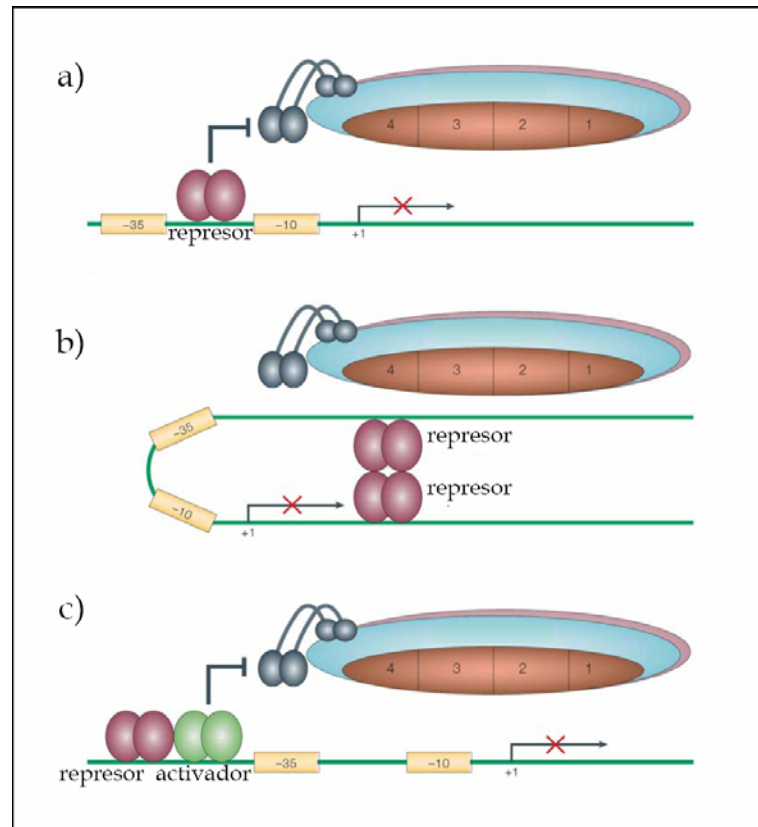 a)
4 3 2 1
-35 represor -10 +1
b)
4 3 2 1
-35
represor
represor
-10
+1
c)
4 3 2 1
-35 -10 +1
represor activador